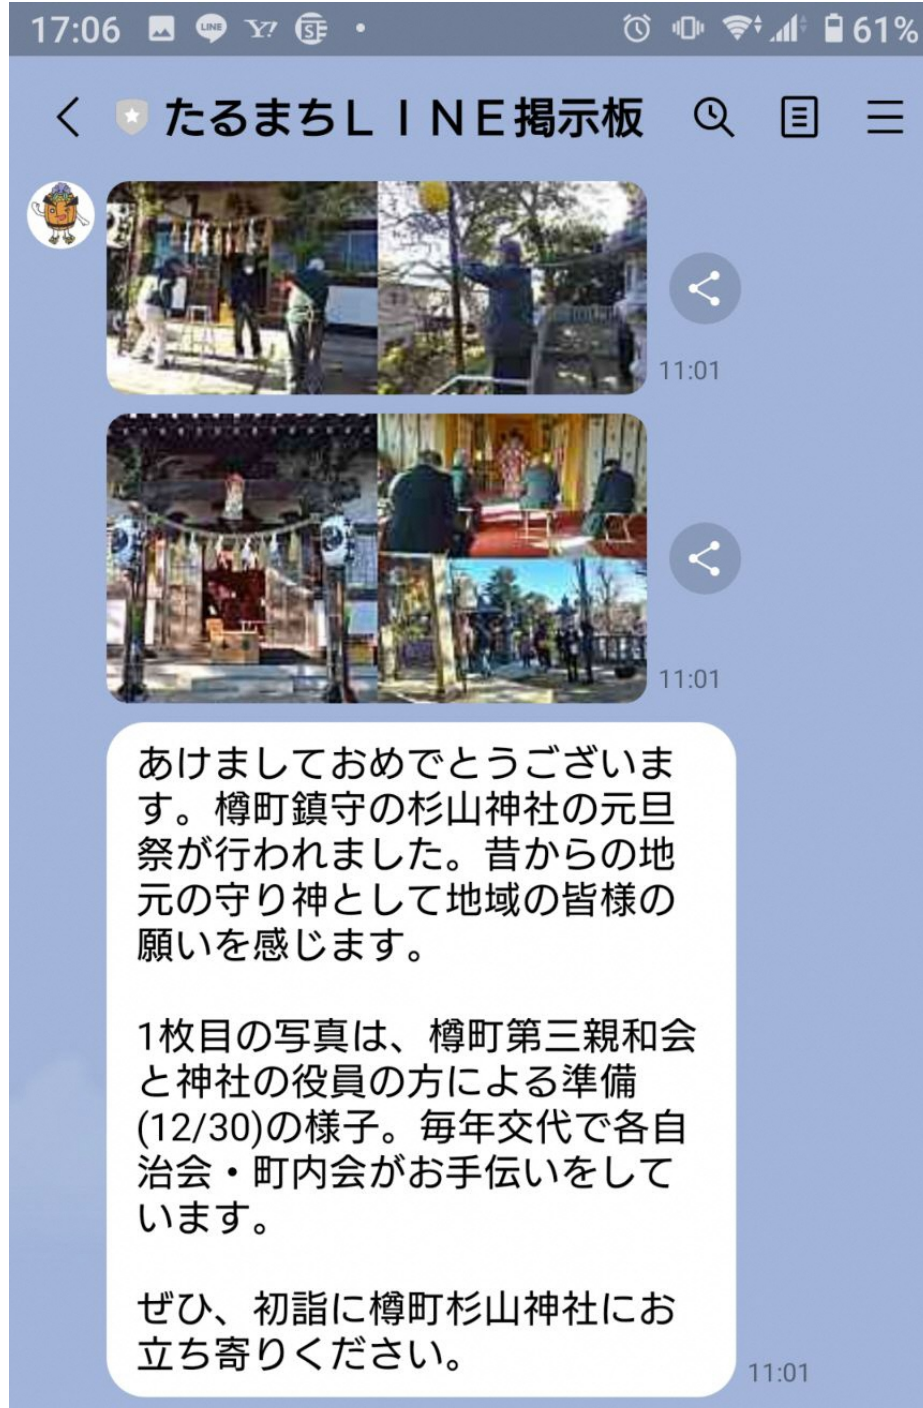 17:06
LINE
Y!
61%
たるまちＬＩＮＥ掲示板
11:01
11:01
あけましておめでとうございま
す。樽町鎮守の杉山神社の元旦
祭が行われました。昔からの地
元の守り神として地域の皆様の
願いを感じます。
1枚目の写真は、樽町第三親和会
と神社の役員の方による準備
(12/30)の様子。毎年交代で各自
治会・町内会がお手伝いをして
います。
ぜひ、初詣に樽町杉山神社にお
立ち寄りください。
11:01